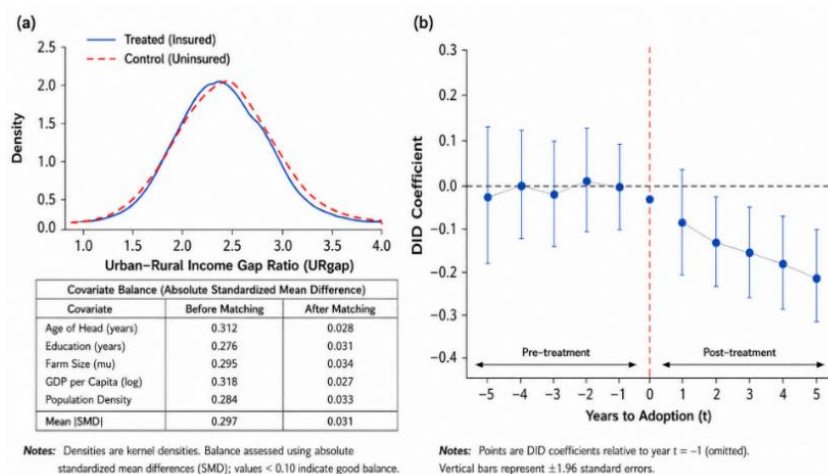 (a)
Treated (Insured)
Control (Uninsured)
2.5
2.0
1.5
1.0
0.5
0.0
Density
1.0 2.0 2.5 3.0 4.0
Urban–Rural Income Gap Ratio (URgap)
Covariate Balance (Absolute Standardized Mean Difference)
Covariate Before Matching After Matching
Age of Head (years) 0.312 0.028
Education (years) 0.276 0.031
Farm Size (mu) 0.295 0.034
GDP per Capita (log) 0.318 0.027
Population Density 0.284 0.033
Mean |SMD| 0.297 0.031
Notes: Densities are kernel densities. Balance assessed using absolute
standardized mean differences (SMD); values < 0.10 indicate good balance.
(b)
0.3
0.1
0.0
-0.1
-0.2
-0.3
-0.4
DID Coefficient
Pre-treatment Post-treatment
−5 −4 −3 −2 −1 0 1 2 3 4 5
Years to Adoption (t)
Notes: Points are DID coefficients relative to year t = −1 (omitted).
Vertical bars represent ±1.96 standard errors.